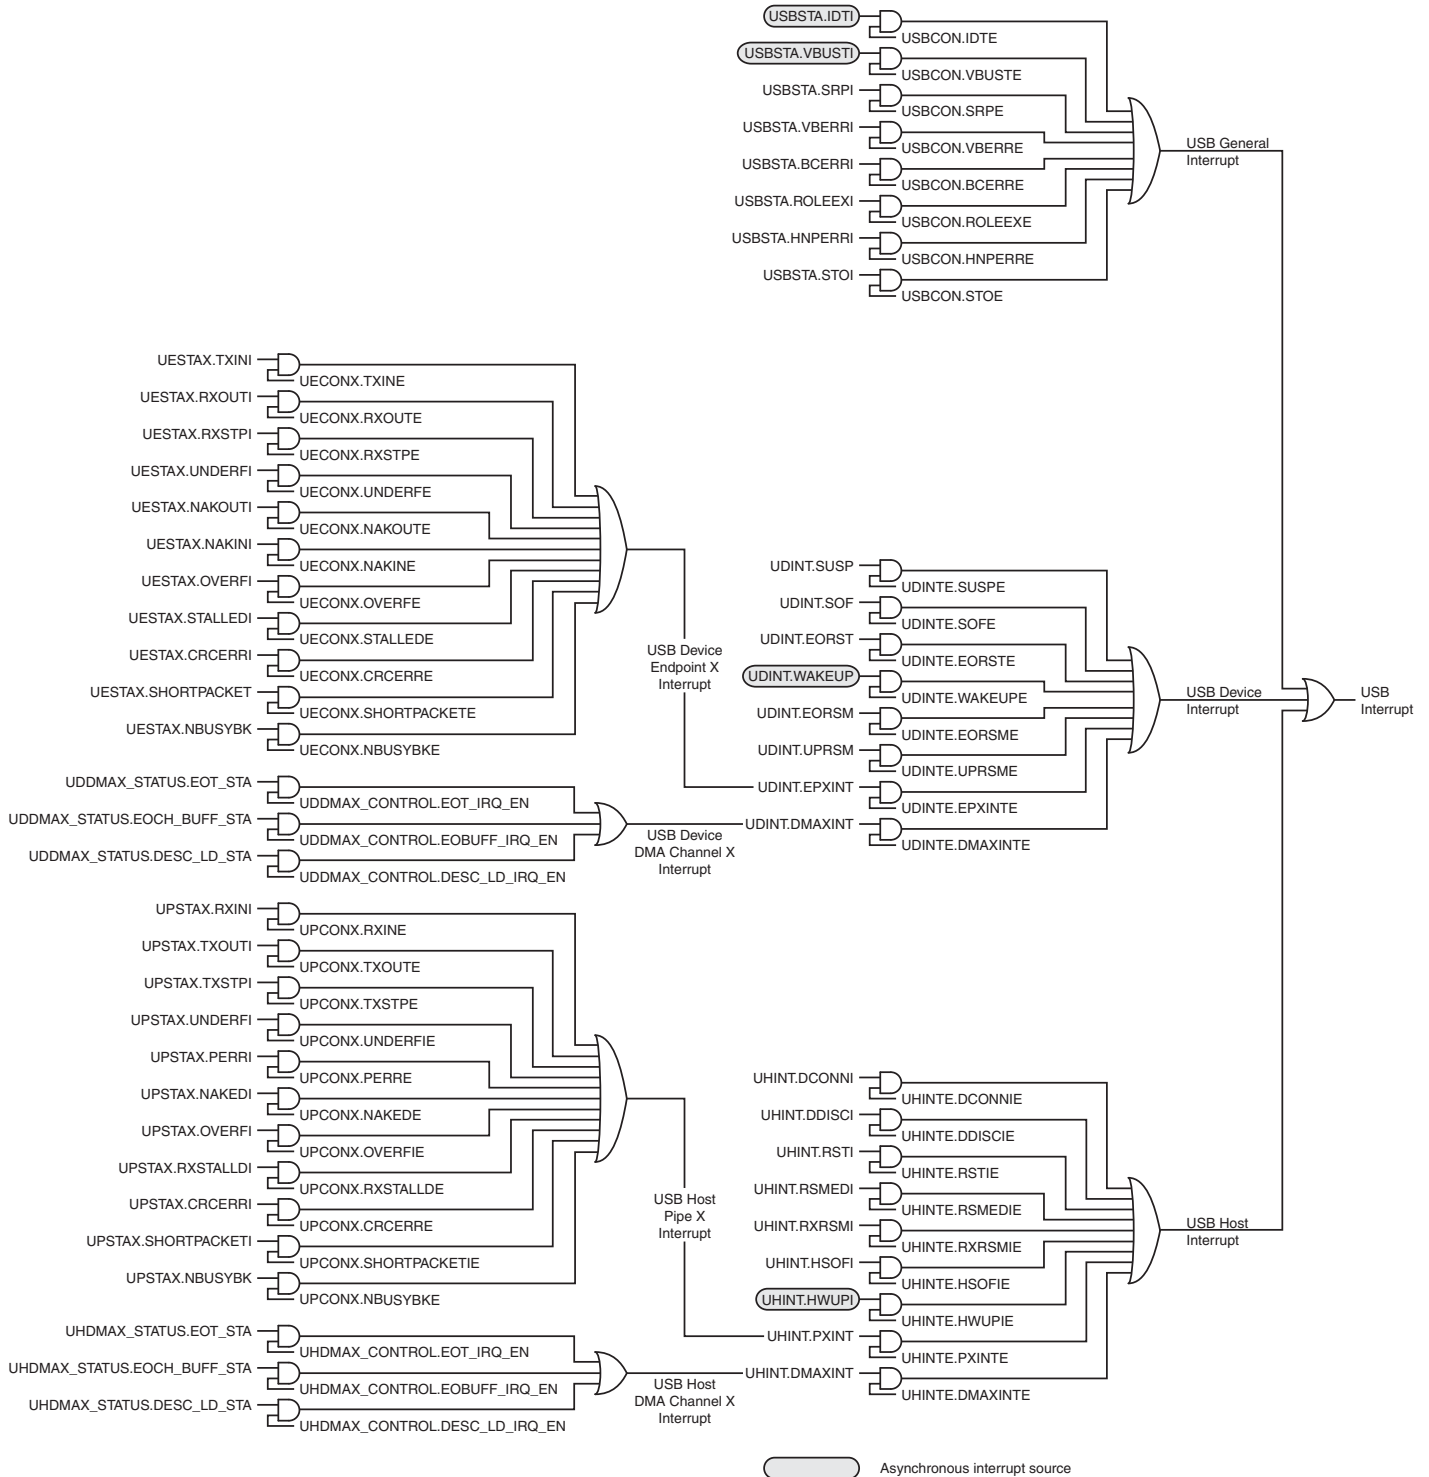 USBSTA.IDTI
USBCON.IDTE
USBSTA.VBUSTI
USBCON.VBUSTE
USBSTA.SRPI
USBCON.SRPE
USBSTA.VBERRI
USBCON.VBERRE
USBSTA.BCERRI
USBCON.BCERRE
USBSTA.ROLEEXI
USBCON.ROLEEXE
USBSTA.HNPERRI
USBCON.HNPERRE
USBSTA.STOI
USBCON.STOE
USB General
Interrupt
UESTAX.TXINI
UECONX.TXINE
UESTAX.RXOUTI
UECONX.RXOUTE
UESTAX.RXSTPI
UECONX.RXSTPE
UESTAX.UNDERFI
UECONX.UNDERFE
UESTAX.NAKOUTI
UECONX.NAKOUTE
UESTAX.NAKINI
UECONX.NAKINE
UESTAX.OVERFI
UECONX.OVERFE
UESTAX.STALLEDI
UECONX.STALLEDE
UESTAX.CRCERRI
UECONX.CRCERRE
UESTAX.SHORTPACKET
UECONX.SHORTPACKETE
UESTAX.NBUSYBK
UECONX.NBUSYBKE
USB Device
Endpoint X
Interrupt
UDDMAX_STATUS.EOT_STA
UDDMAX_CONTROL.EOT_IRQ_EN
UDDMAX_STATUS.EOCH_BUFF_STA
UDDMAX_CONTROL.EOBUFF_IRQ_EN
UDDMAX_STATUS.DESC_LD_STA
UDDMAX_CONTROL.DESC_LD_IRQ_EN
USB Device
DMA Channel X
Interrupt
UDINT.SUSP
UDINTE.SUSPE
UDINT.SOF
UDINTE.SOFE
UDINT.EORST
UDINTE.EORSTE
UDINT.WAKEUP
UDINTE.WAKEUPE
UDINT.EORSM
UDINTE.EORSME
UDINT.UPRSM
UDINTE.UPRSME
UDINT.EPXINT
UDINTE.EPXINTE
UDINT.DMAXINT
UDINTE.DMAXINTE
USB Device
Interrupt
USB
Interrupt
UPSTAX.RXINI
UPCONX.RXINE
UPSTAX.TXOUTI
UPCONX.TXOUTE
UPSTAX.TXSTPI
UPCONX.TXSTPE
UPSTAX.UNDERFI
UPCONX.UNDERFIE
UPSTAX.PERRI
UPCONX.PERRE
UPSTAX.NAKEDI
UPCONX.NAKEDE
UPSTAX.OVERFI
UPCONX.OVERFIE
UPSTAX.RXSTALLDI
UPCONX.RXSTALLDE
UPSTAX.CRCERRI
UPCONX.CRCERRE
UPSTAX.SHORTPACKETI
UPCONX.SHORTPACKETIE
UPSTAX.NBUSYBK
UPCONX.NBUSYBKE
USB Host
Pipe X
Interrupt
UHDMAX_STATUS.EOT_STA
UHDMAX_CONTROL.EOT_IRQ_EN
UHDMAX_STATUS.EOCH_BUFF_STA
UHDMAX_CONTROL.EOBUFF_IRQ_EN
UHDMAX_STATUS.DESC_LD_STA
UHDMAX_CONTROL.DESC_LD_IRQ_EN
USB Host
DMA Channel X
Interrupt
UHINT.DCONNI
UHINTE.DCONNIE
UHINT.DDISCI
UHINTE.DDISCIE
UHINT.RSTI
UHINTE.RSTIE
UHINT.RSMEDI
UHINTE.RSMEDIE
UHINT.RXRSMI
UHINTE.RXRSMIE
UHINT.HSOFI
UHINTE.HSOFIE
UHINT.HWUPI
UHINTE.HWUPIE
UHINT.PXINT
UHINTE.PXINTE
UHINT.DMAXINT
UHINTE.DMAXINTE
USB Host
Interrupt
Asynchronous interrupt source